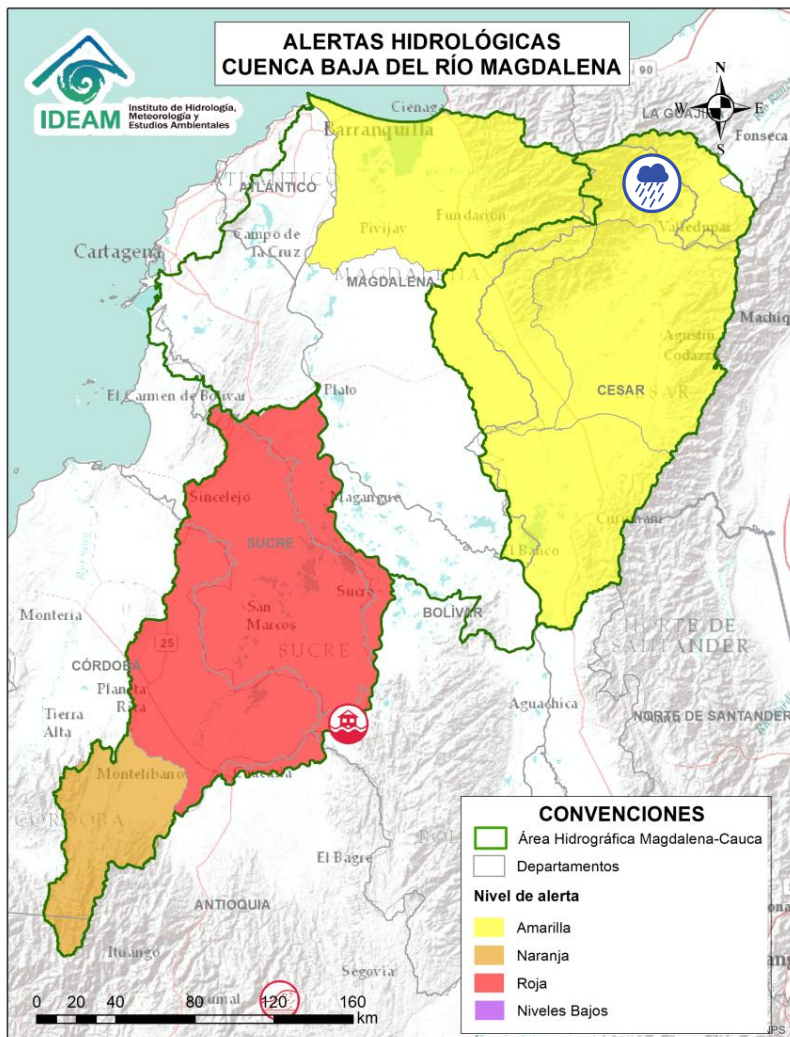 ALERTAS HIDROLÓGICAS
CUENCA BAJA DEL RÍO MAGDALENA
IDEAM
Instituto de Hidrología,
Meteorología y
Estudios Ambientales
N
W
E
S
90
Ciénaga
LA GUAJIRA
Barranquilla
Fonseca
ATLÁNTICO
Pivijay
Fundación
Valledupar
Campo de
la Cruz
Cartagena
MAGDALENA
MAGDALENA
Agustín
Codazzi
CESAR
El Carmen de Bolívar
Plato
Sincelejo
Magangue
SUCRE
El Banco
Sucre
San
Marcos
BOLÍVAR
Montería
25
SUCRE
NORTE DE
SANTANDER
CÓRDOBA
Planeta
Rica
Aguachica
Tierra
Alta
NORTE DE SANTANDER
Montelíbano
CÓRDOBA
El Bagre
ANTIOQUIA
Ituango
Segovia
CONVENCIONES
Área Hidrográfica Magdalena-Cauca
Departamentos
Nivel de alerta
Amarilla
Naranja
Roja
Niveles Bajos
0 20 40 80 120 160
km